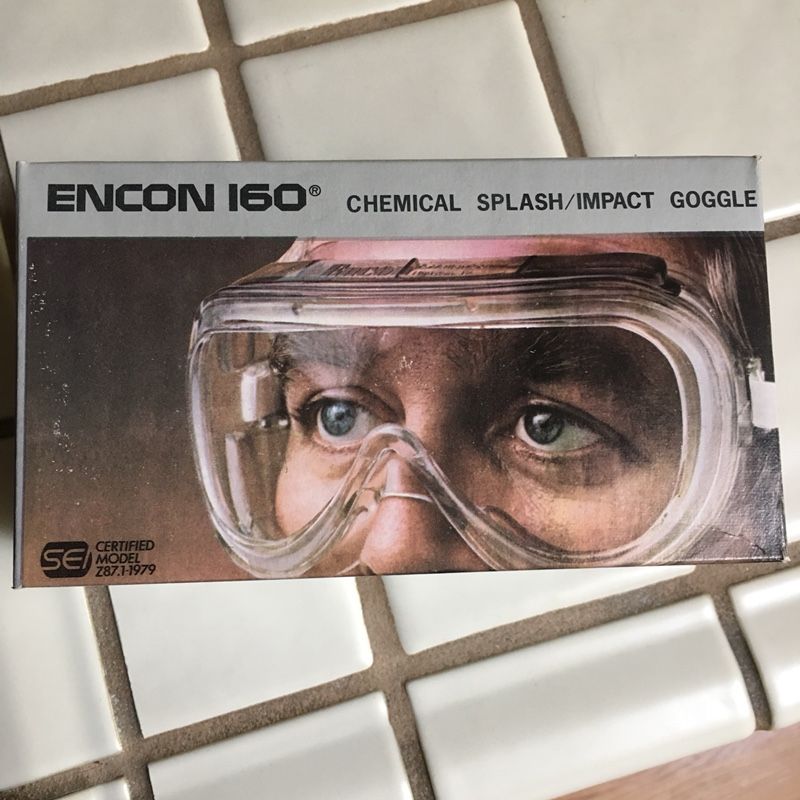 ENCON 160® CHEMICAL SPLASH/IMPACT GOGGLE
SEI
CERTIFIED
MODEL
Z87.1-1979